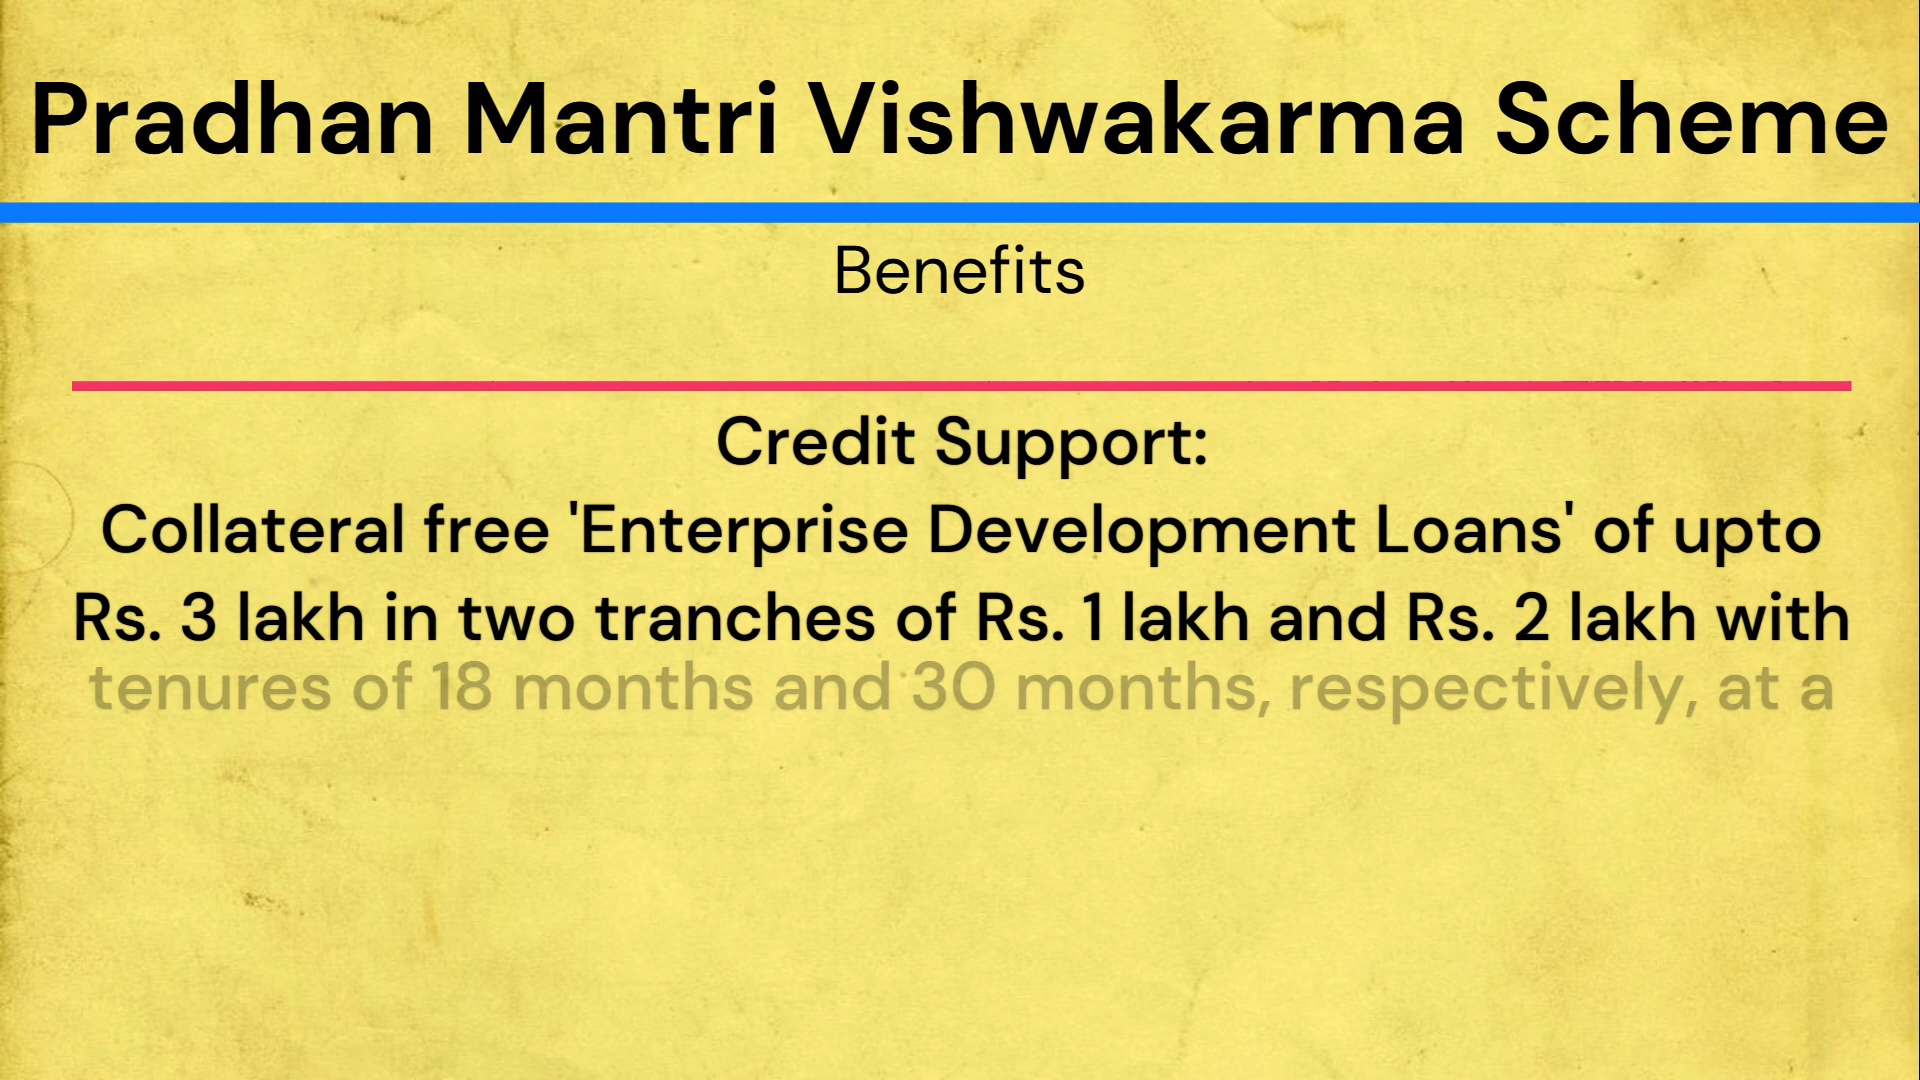 Pradhan Mantri Vishwakarma Scheme
Benefits
Credit Support:
Collateral free 'Enterprise Development Loans' of upto
Rs. 3 lakh in two tranches of Rs. 1 lakh and Rs. 2 lakh with
tenures of 18 months and 30 months, respectively, at a